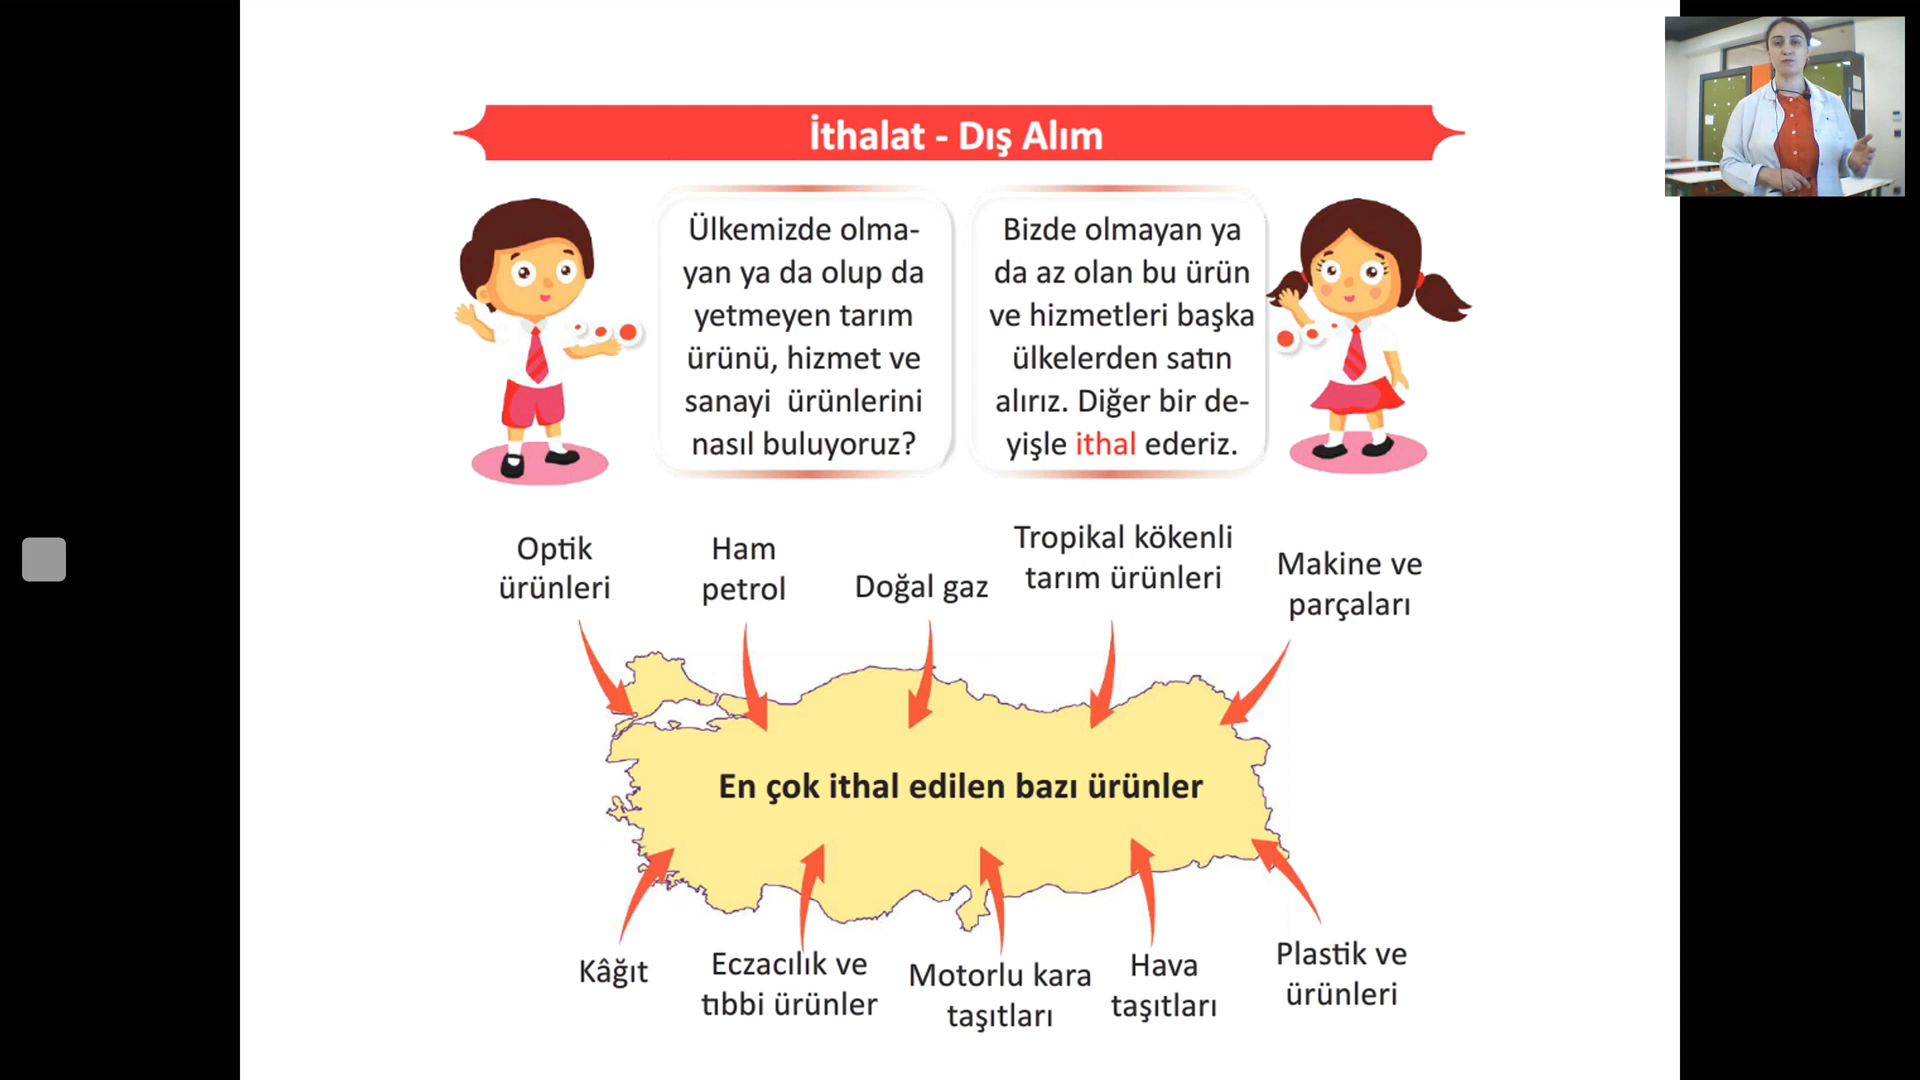 İthalat - Dış Alım
Ülkemizde olma-
yan ya da olup da
yetmeyen tarım
ürünü, hizmet ve
sanayi ürünlerini
nasıl buluyoruz?
Bizde olmayan ya
da az olan bu ürün
ve hizmetleri başka
ülkelerden satın
alırız. Diğer bir de-
yişle ithal ederiz.
Optik
ürünleri
Ham
petrol
Doğal gaz
Tropikal kökenli
tarım ürünleri
Makine ve
parçaları
En çok ithal edilen bazı ürünler
Kâğıt
Eczacılık ve
tıbbi ürünler
Motorlu kara
taşıtları
Hava
taşıtları
Plastik ve
ürünleri